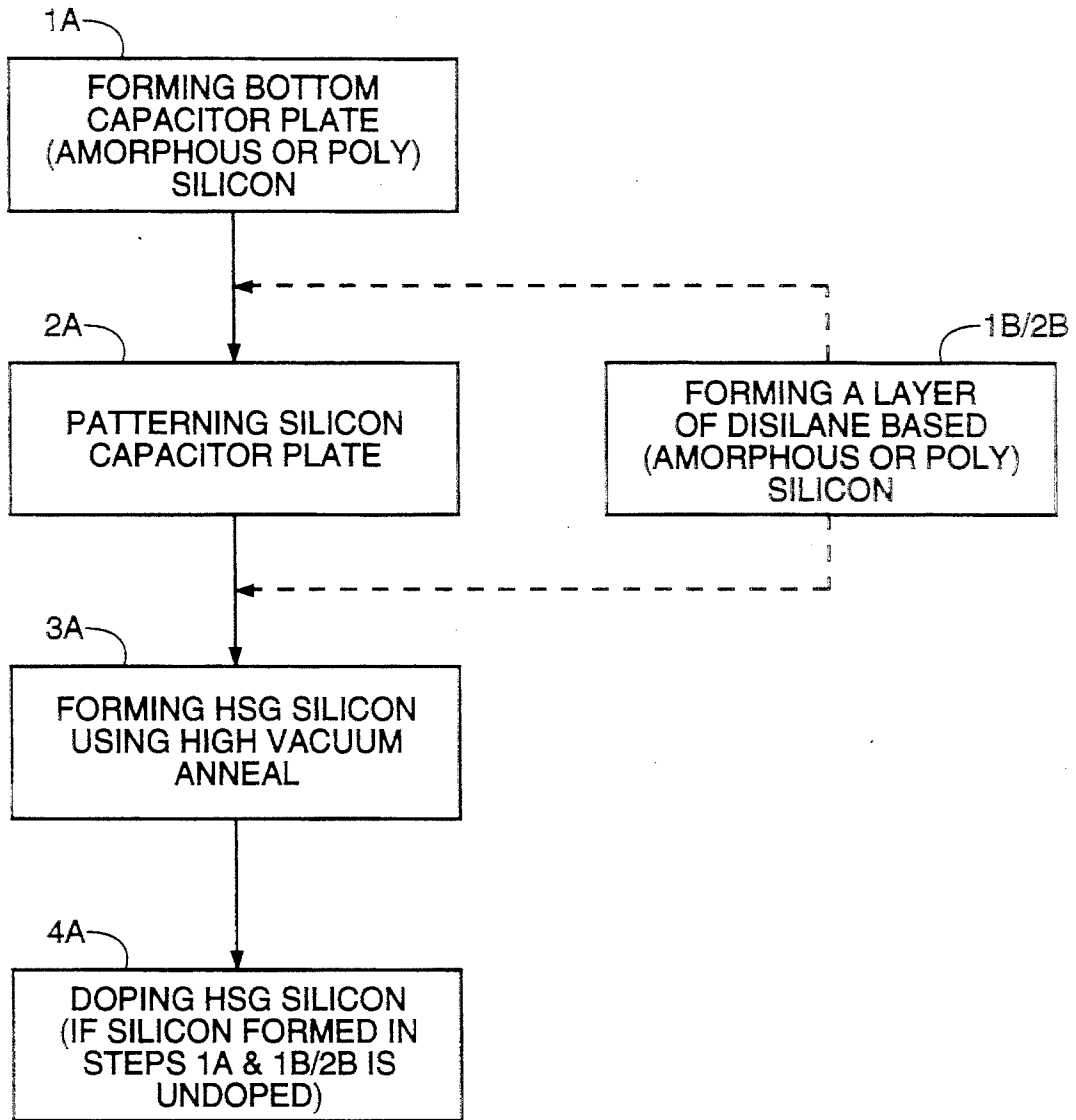 1A
FORMING BOTTOM
CAPACITOR PLATE
(AMORPHOUS OR POLY)
SILICON
2A
PATTERNING SILICON
CAPACITOR PLATE
1B/2B
FORMING A LAYER
OF DISILANE BASED
(AMORPHOUS OR POLY)
SILICON
3A
FORMING HSG SILICON
USING HIGH VACUUM
ANNEAL
4A
DOPING HSG SILICON
(IF SILICON FORMED IN
STEPS 1A & 1B/2B IS
UNDOPED)